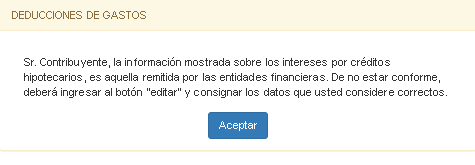 DEDUCCIONES DE GASTOS
Sr. Contribuyente, la información mostrada sobre los intereses por créditos
hipotecarios, es aquella remitida por las entidades financieras. De no estar conforme,
deberá ingresar al botón "editar" y consignar los datos que usted considere correctos.
Aceptar